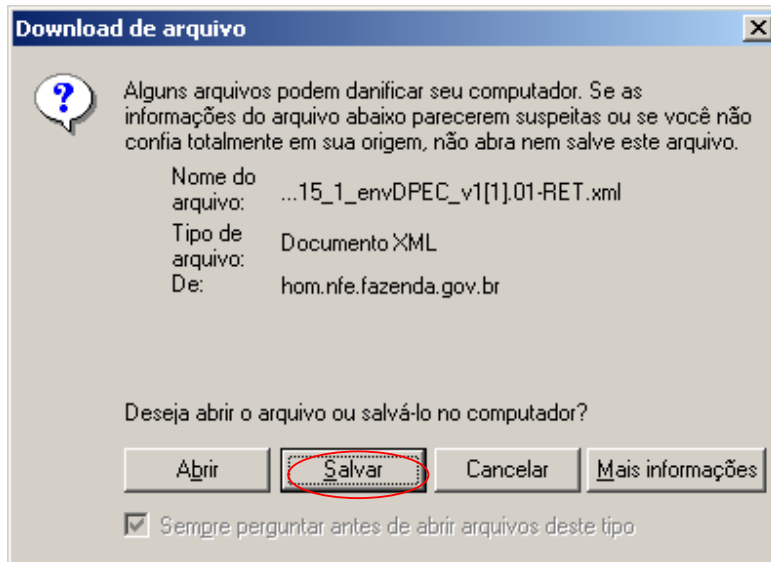 Download de arquivo
Alguns arquivos podem danificar seu computador. Se as
informações do arquivo abaixo parecerem suspeitas ou se você não
confia totalmente em sua origem, não abra nem salve este arquivo.
Nome do
arquivo: ...15_1_envDPEC_v1[1].01-RET.xml
Tipo de
arquivo: Documento XML
De: hom.nfe.fazenda.gov.br
Deseja abrir o arquivo ou salvá-lo no computador?
Abrir Salvar Cancelar Mais informações
Sempre perguntar antes de abrir arquivos deste tipo